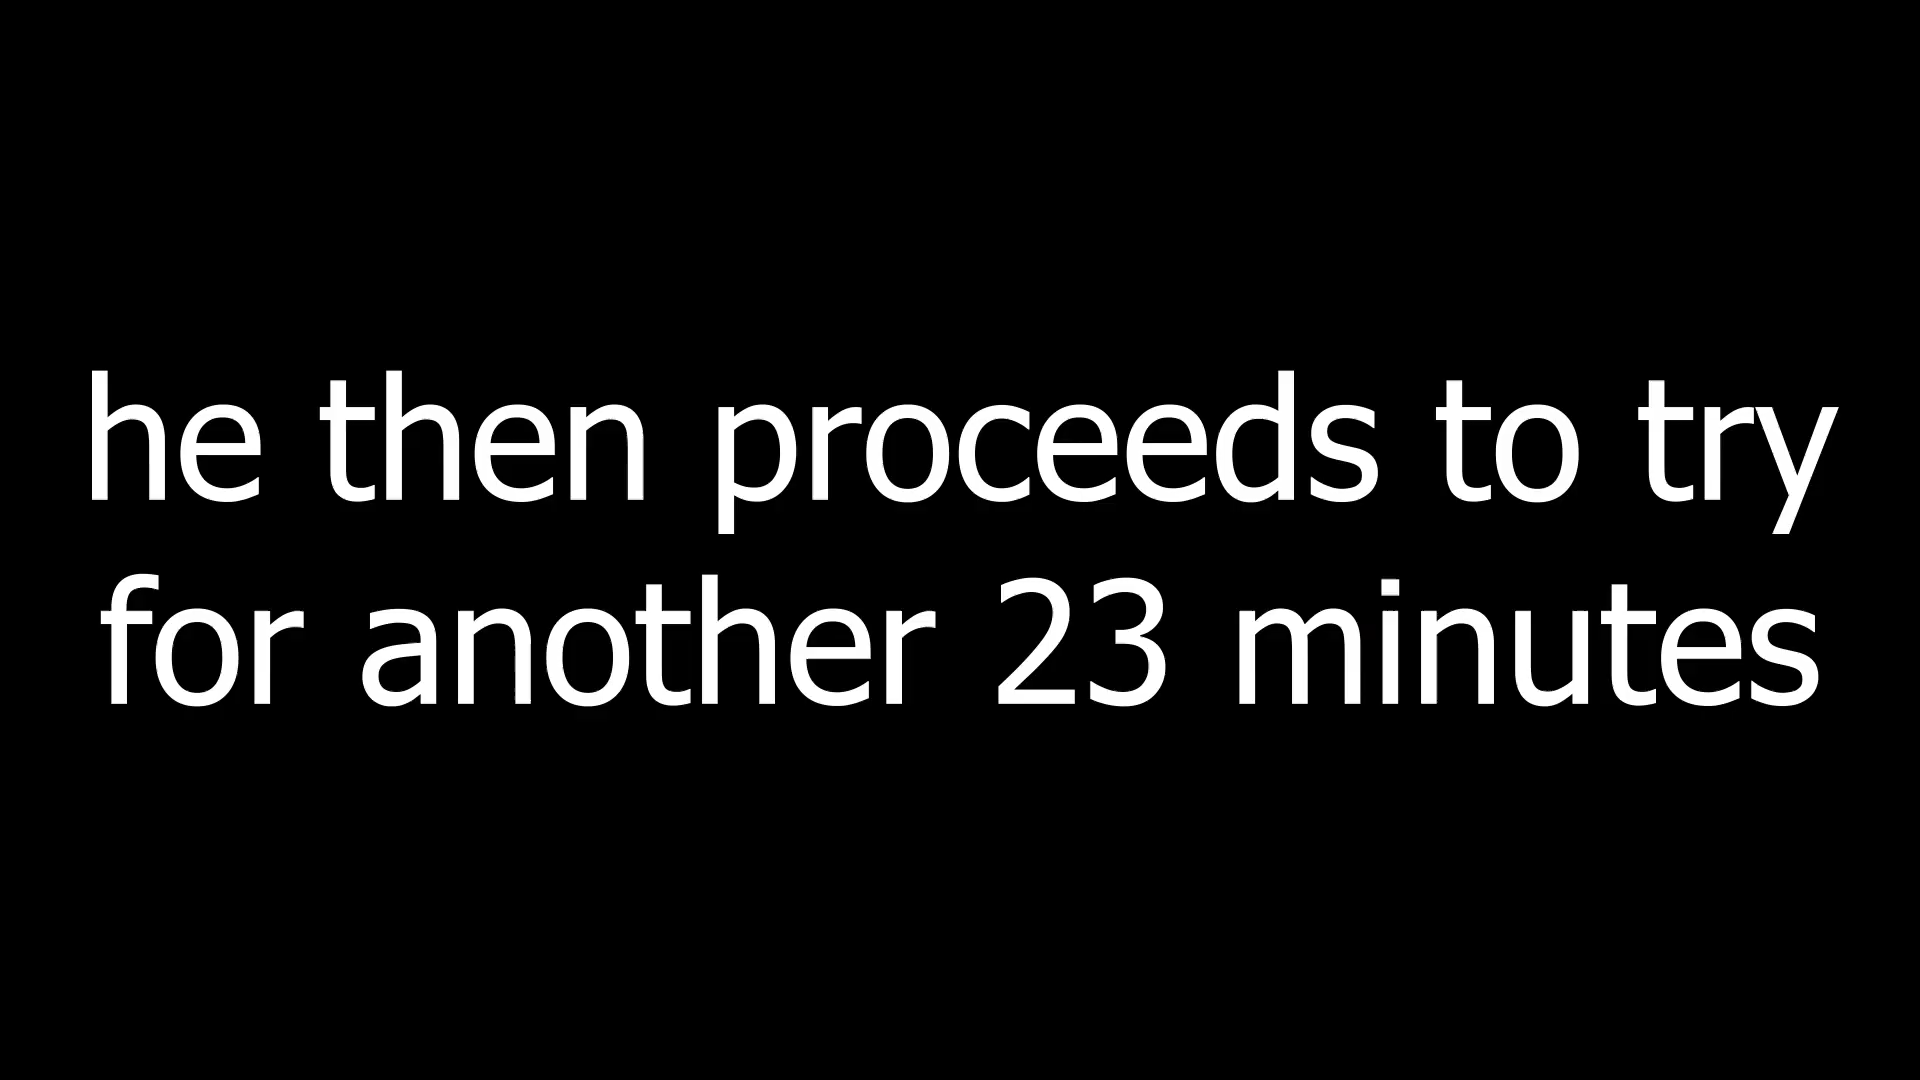 he then proceeds to try
for another 23 minutes